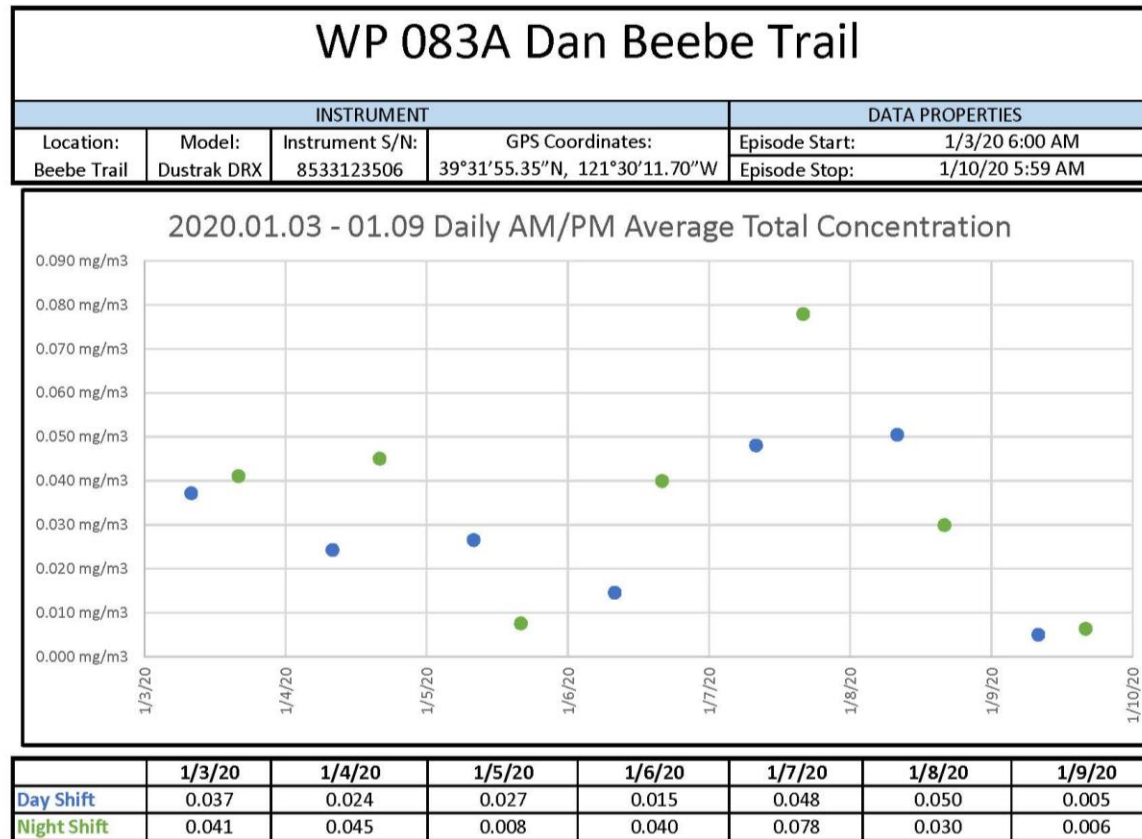 WP 083A Dan Beebe Trail
INSTRUMENT DATA PROPERTIES
Location: Model: Instrument S/N: GPS Coordinates: Episode Start: 1/3/20 6:00 AM
Beebe Trail Dustrak DRX 8533123506 39°31'55.35"N, 121°30'11.70"W Episode Stop: 1/10/20 5:59 AM
2020.01.03 - 01.09 Daily AM/PM Average Total Concentration
0.090 mg/m3
0.080 mg/m3
0.070 mg/m3
0.060 mg/m3
0.050 mg/m3
0.040 mg/m3
0.030 mg/m3
0.020 mg/m3
0.010 mg/m3
0.000 mg/m3
1/3/20 1/4/20 1/5/20 1/6/20 1/7/20 1/8/20 1/9/20 1/10/20
1/3/20 1/4/20 1/5/20 1/6/20 1/7/20 1/8/20 1/9/20
Day Shift 0.037 0.024 0.027 0.015 0.048 0.050 0.005
Night Shift 0.041 0.045 0.008 0.040 0.078 0.030 0.006